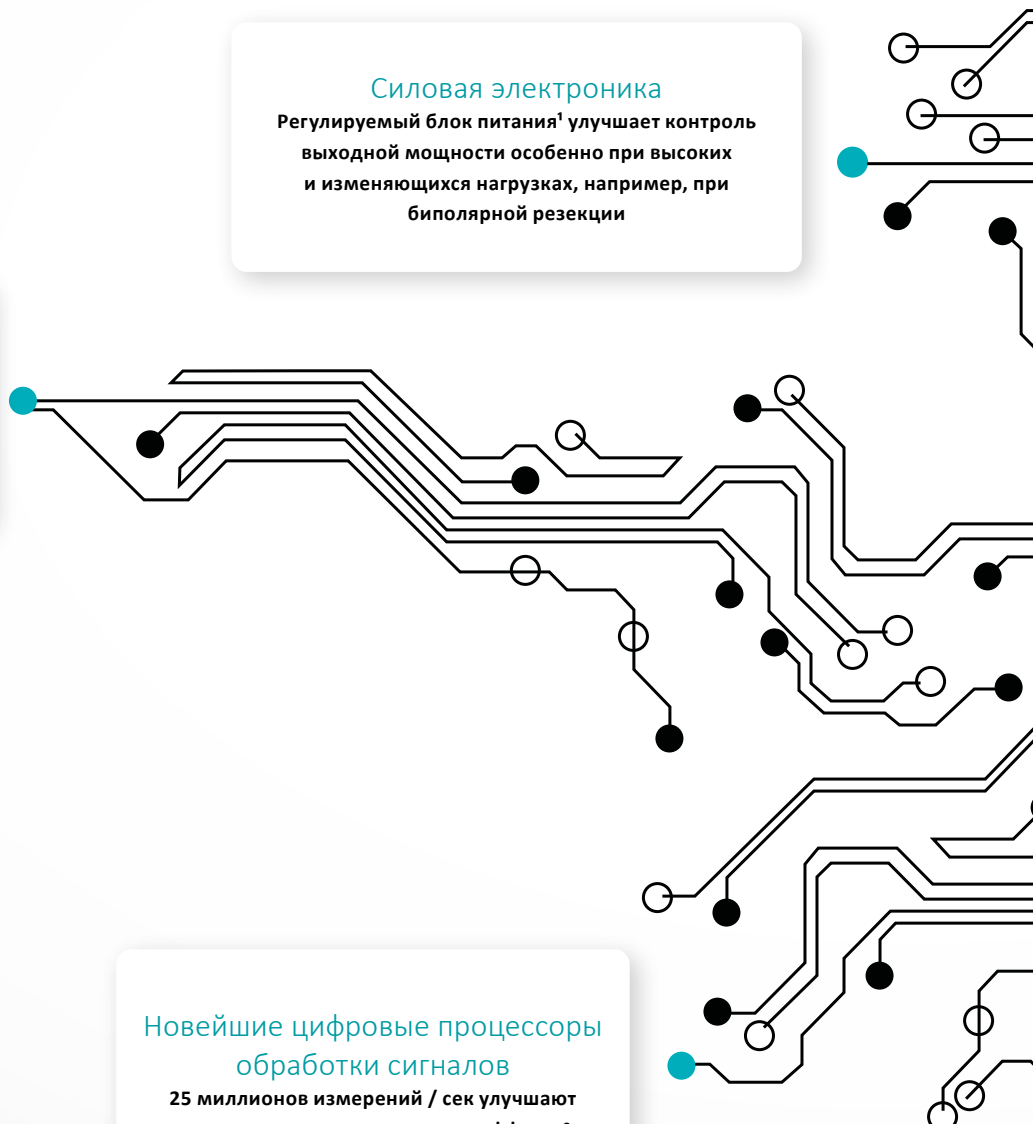 Силовая электроника
Регулируемый блок питания¹ улучшает контроль
выходной мощности особенно при высоких
и изменяющихся нагрузках, например, при
биполярной резекции
Новейшие цифровые процессоры
обработки сигналов
25 миллионов измерений / сек улучшают